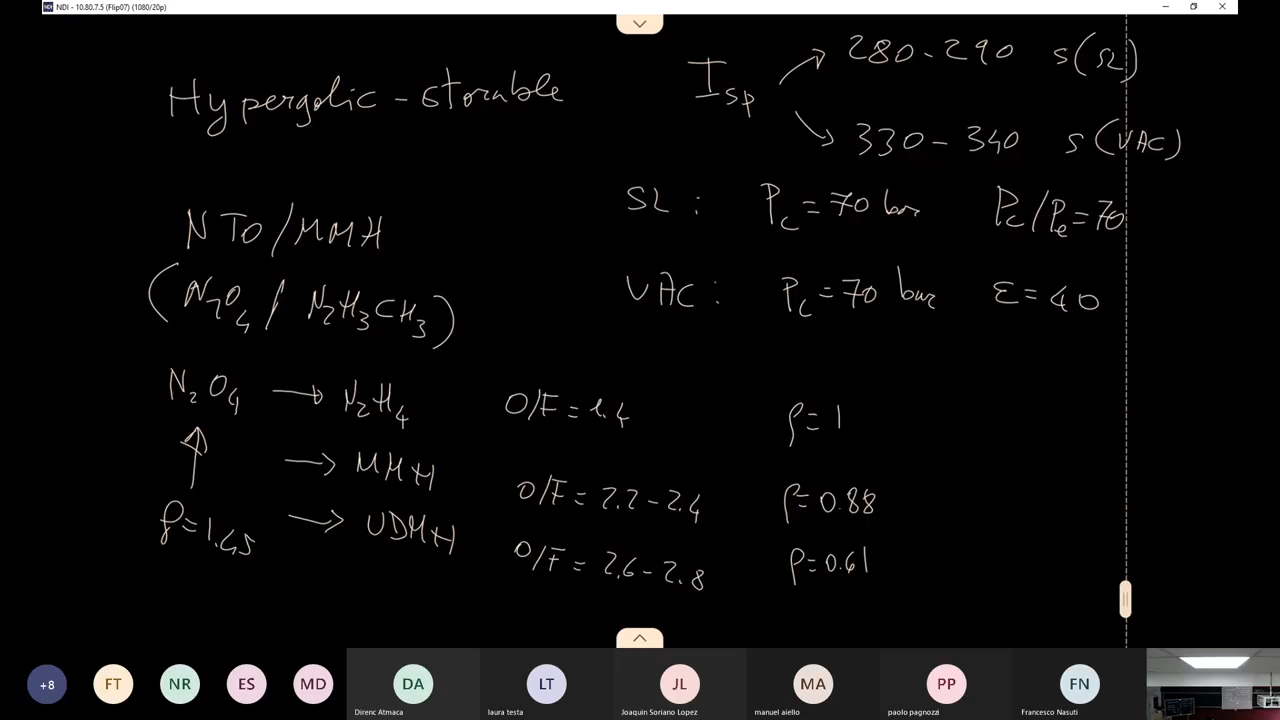 NDI - 10.80.7.5 (Flip07) (1080/20p)
Hypergolic - storable
Isp → 280 - 290 s (SL)
→ 330 - 340 s (VAC)
SL : Pc = 70 bar Pc/Pe = 70
VAC : Pc = 70 bar ε = 40
NTO/MMH
(N2O4 / N2H3CH3)
N2O4 → N2H4 O/F = 1.4 ρ = 1
→ MMH O/F = 2.2 - 2.4 ρ = 0.88
ρ = 1.45 → UDMH O/F = 2.6 - 2.8 ρ = 0.61
+8 FT NR ES MD DA LT JL MA PP FN
Direnc Atmaca laura testa Joaquin Soriano Lopez manuel aiello paolo pagnozzi Francesco Nasuti